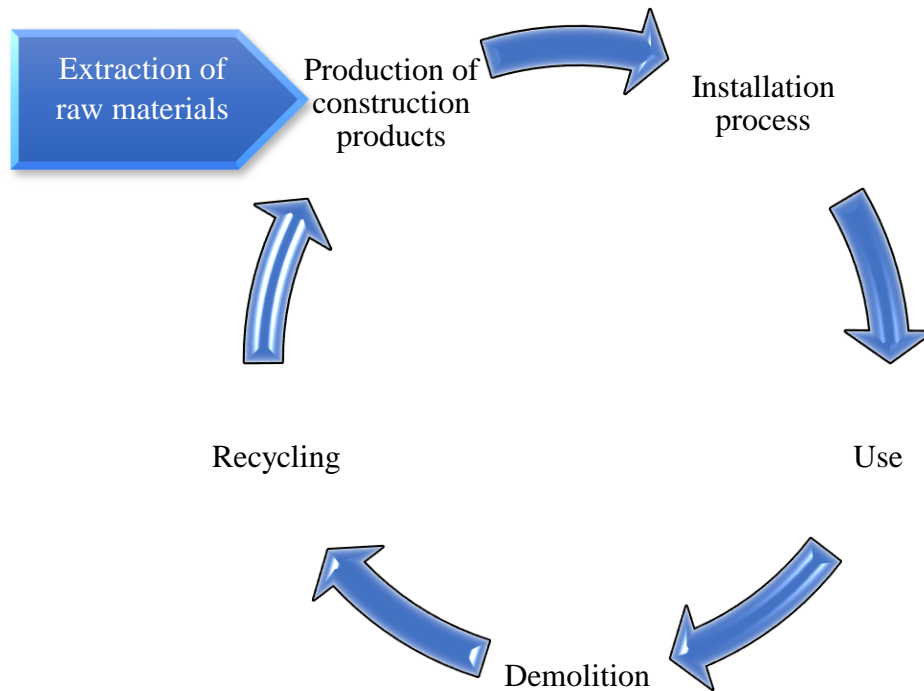 Extraction of
raw materials
Production of
construction
products
Installation
process
Use
Demolition
Recycling